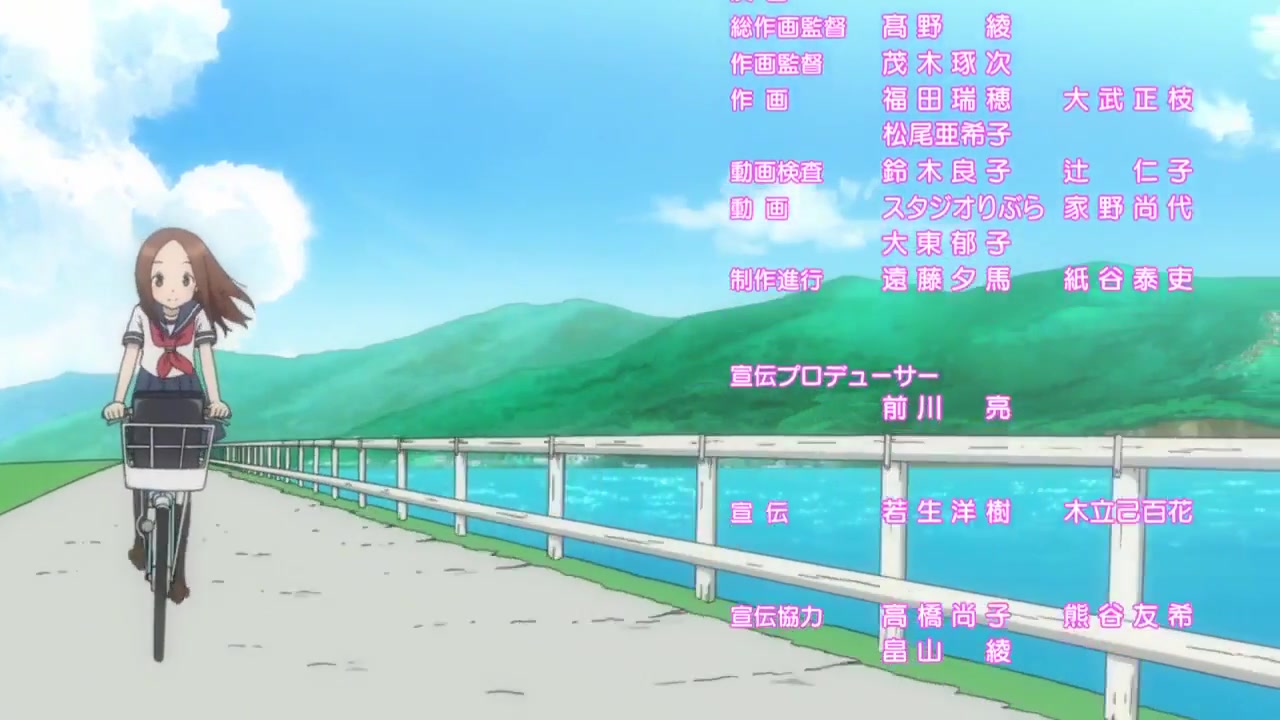 総作画監督 髙野 綾
作画監督 茂木琢次
作画 福田瑞穂 大武正枝
松尾亜希子
動画検査 鈴木良子 辻 仁子
動画 スタジオりぶら 家野尚代
大東郁子
制作進行 遠藤夕馬 紙谷泰吏
宣伝プロデューサー
前川 亮
宣伝 若生洋樹 木立己百花
宣伝協力 高橋尚子 熊谷友希
畠山 綾